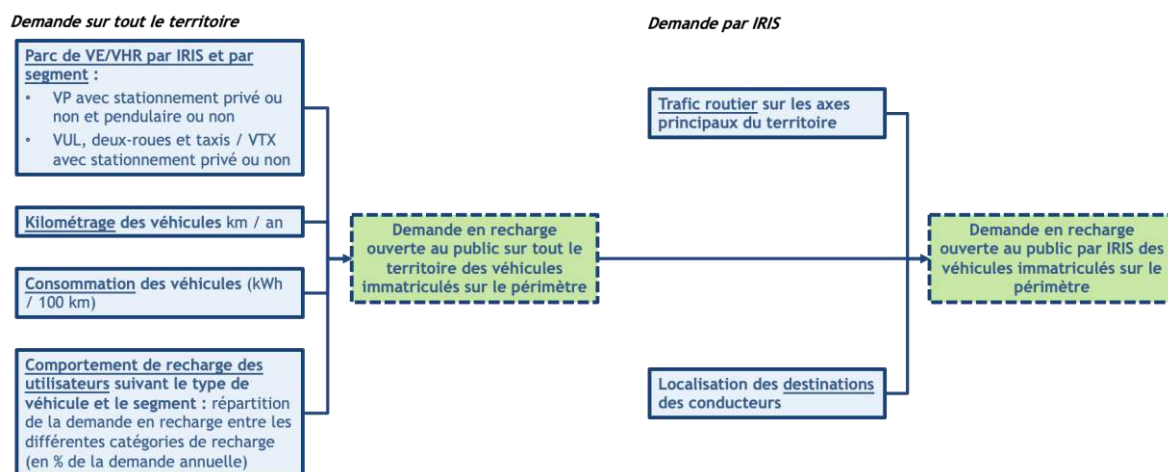 Demande sur tout le territoire
Parc de VE/VHR par IRIS et par
segment :
• VP avec stationnement privé ou
non et pendulaire ou non
• VUL, deux-roues et taxis / VTX
avec stationnement privé ou non
Kilométrage des véhicules km / an
Consommation des véhicules (kWh
/ 100 km)
Comportement de recharge des
utilisateurs suivant le type de
véhicule et le segment : répartition
de la demande en recharge entre les
différentes catégories de recharge
(en % de la demande annuelle)
Demande en recharge
ouverte au public sur tout le
territoire des véhicules
immatriculés sur le périmètre
Demande par IRIS
Trafic routier sur les axes
principaux du territoire
Localisation des destinations
des conducteurs
Demande en recharge
ouverte au public par IRIS des
véhicules immatriculés sur le
périmètre